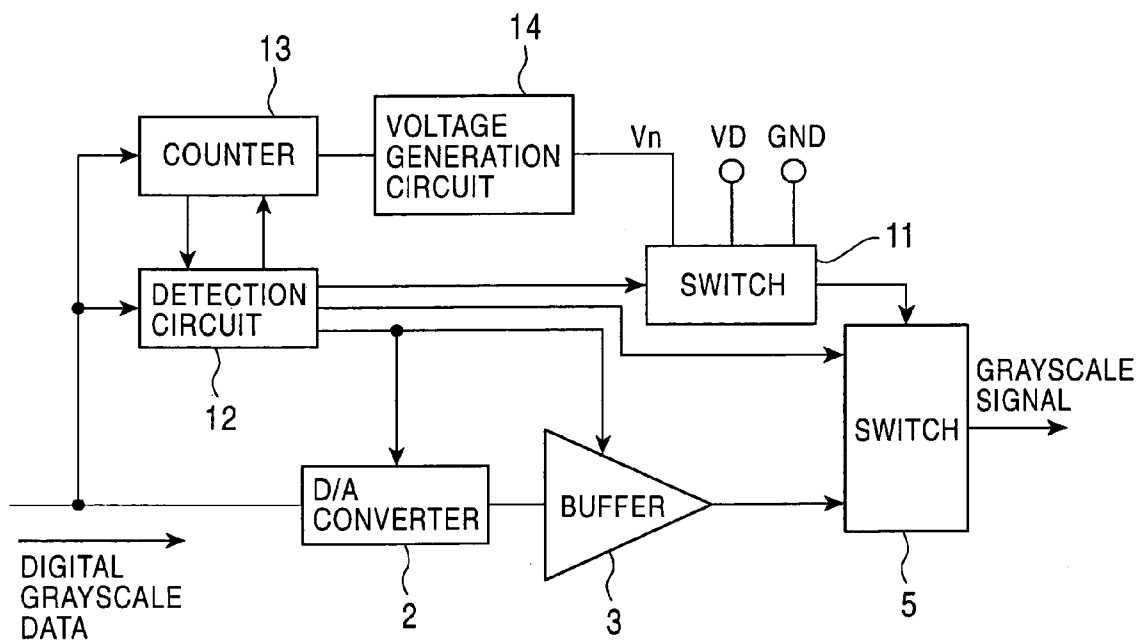 13
14
COUNTER
VOLTAGE
GENERATION
CIRCUIT
Vn
VD
GND
11
SWITCH
DETECTION
CIRCUIT
12
GRAYSCALE
SIGNAL
SWITCH
D/A
CONVERTER
BUFFER
DIGITAL
GRAYSCALE
DATA
2
3
5